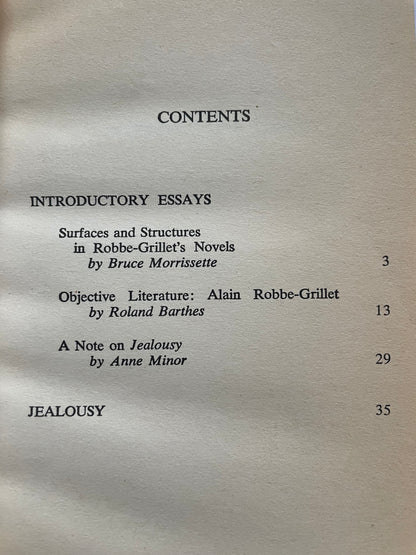 CONTENTS
INTRODUCTORY ESSAYS
Surfaces and Structures
in Robbe-Grillet's Novels
by Bruce Morrissette 3
Objective Literature: Alain Robbe-Grillet
by Roland Barthes 13
A Note on Jealousy
by Anne Minor 29
JEALOUSY 35